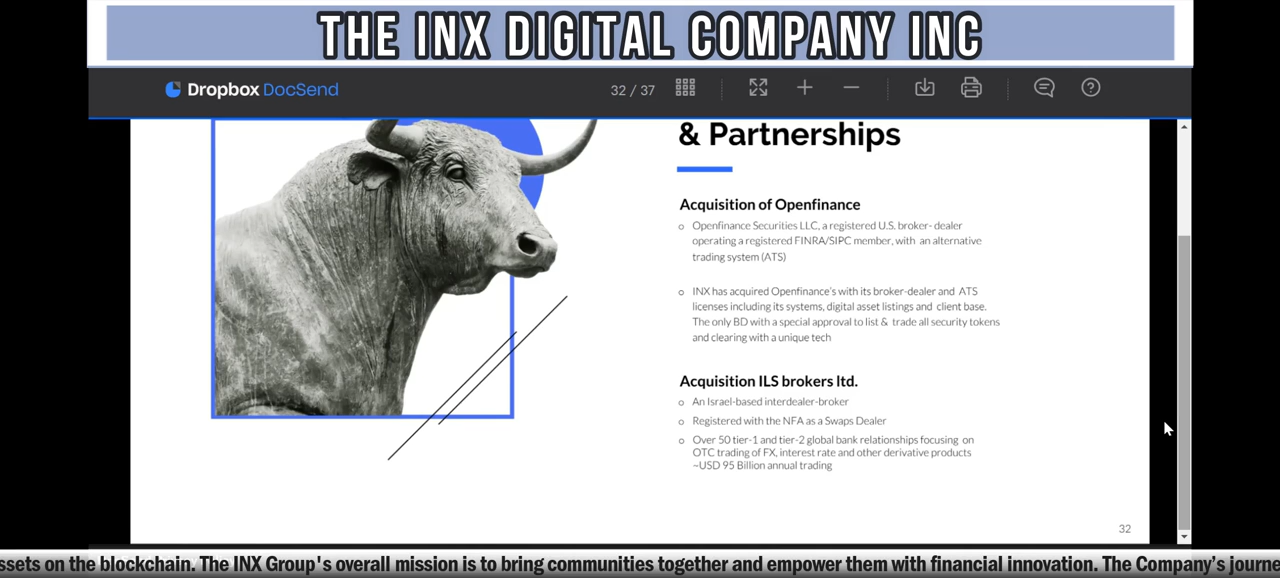 THE INX DIGITAL COMPANY INC
Dropbox DocSend
32 / 37
& Partnerships
Acquisition of Openfinance
o Openfinance Securities LLC, a registered U.S. broker- dealer
operating a registered FINRA/SIPC member, with an alternative
trading system (ATS)
o INX has acquired Openfinance's with its broker-dealer and ATS
licenses including its systems, digital asset listings and client base.
The only BD with a special approval to list & trade all security tokens
and clearing with a unique tech
Acquisition ILS brokers ltd.
o An Israel-based interdealer-broker
o Registered with the NFA as a Swaps Dealer
o Over 50 tier-1 and tier-2 global bank relationships focusing on
OTC trading of FX, interest rate and other derivative products
~USD 95 Billion annual trading
32
ssets on the blockchain. The INX Group's overall mission is to bring communities together and empower them with financial innovation. The Company's journe